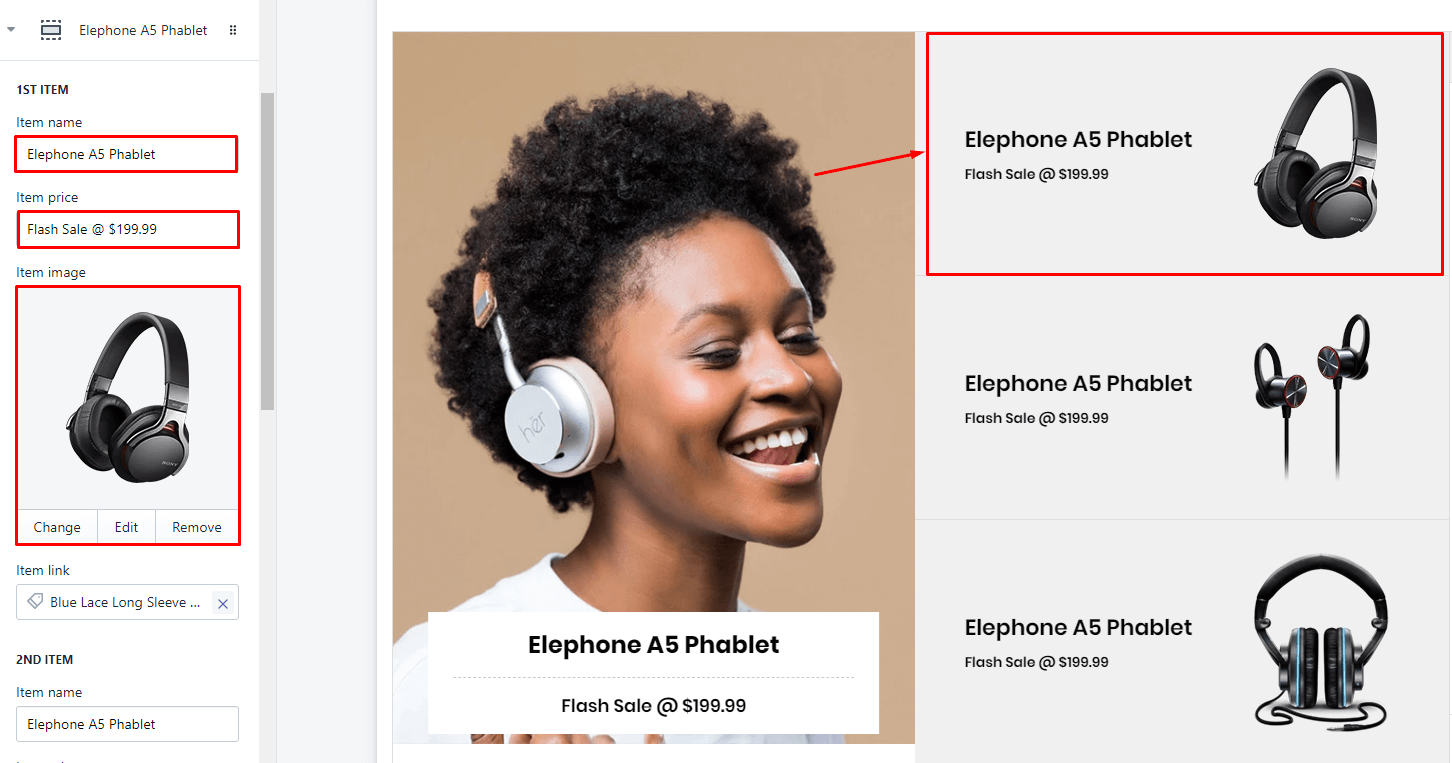 Elephone A5 Phablet
1ST ITEM
Item name
Elephone A5 Phablet
Item price
Flash Sale @ $199.99
Item image
SONY
Change Edit Remove
Item link
Blue Lace Long Sleeve ...
2ND ITEM
Item name
Elephone A5 Phablet
hēr
Elephone A5 Phablet
Flash Sale @ $199.99
Elephone A5 Phablet
Flash Sale @ $199.99
SONY
Elephone A5 Phablet
Flash Sale @ $199.99
Elephone A5 Phablet
Flash Sale @ $199.99